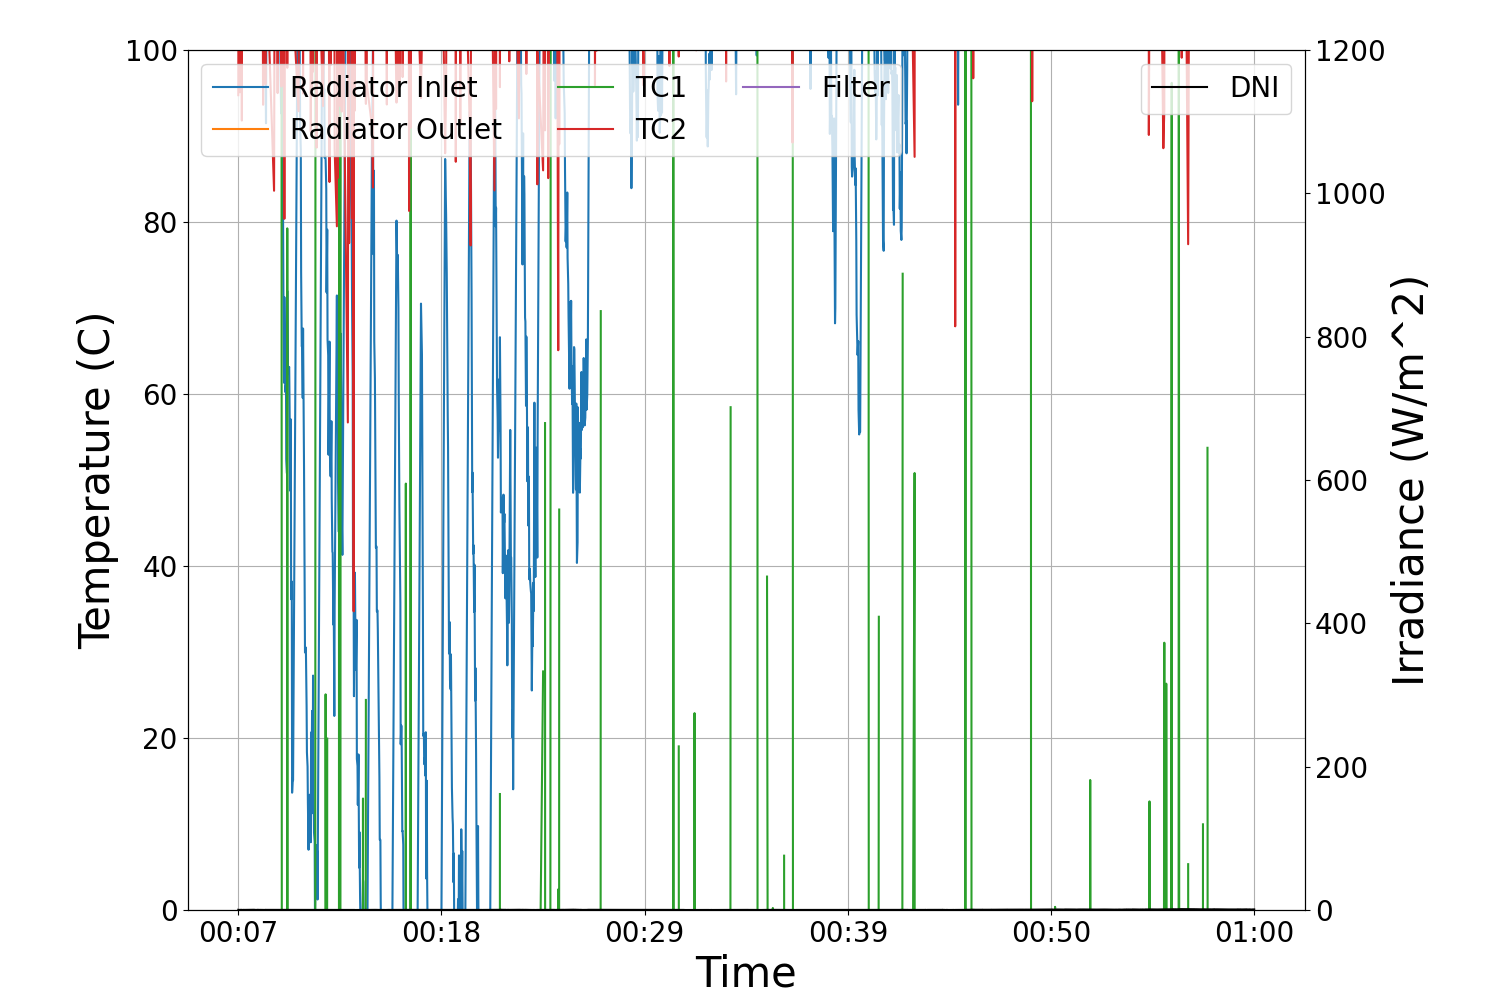 100
80
60
40
20
0
Temperature (C)
Radiator Inlet
Radiator Outlet
TC1
TC2
Filter
DNI
1200
1000
800
600
400
200
0
Irradiance (W/m^2)
00:07 00:18 00:29 00:39 00:50 01:00
Time